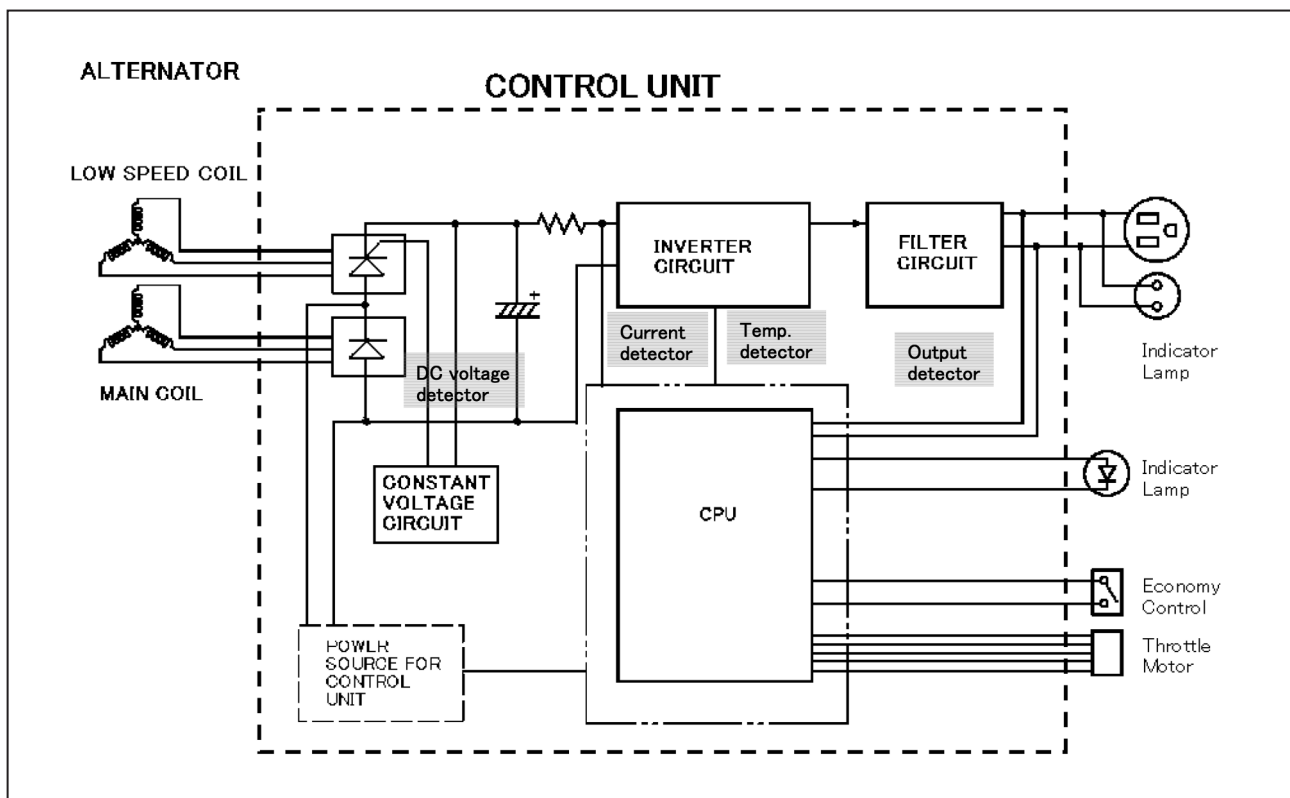 ALTERNATOR
CONTROL UNIT
LOW SPEED COIL
MAIN COIL
INVERTER
CIRCUIT
FILTER
CIRCUIT
+
Current
detector
Temp.
detector
Output
detector
DC voltage
detector
Indicator
Lamp
CONSTANT
VOLTAGE
CIRCUIT
CPU
Indicator
Lamp
Economy
Control
Throttle
Motor
POWER
SOURCE FOR
CONTROL
UNIT